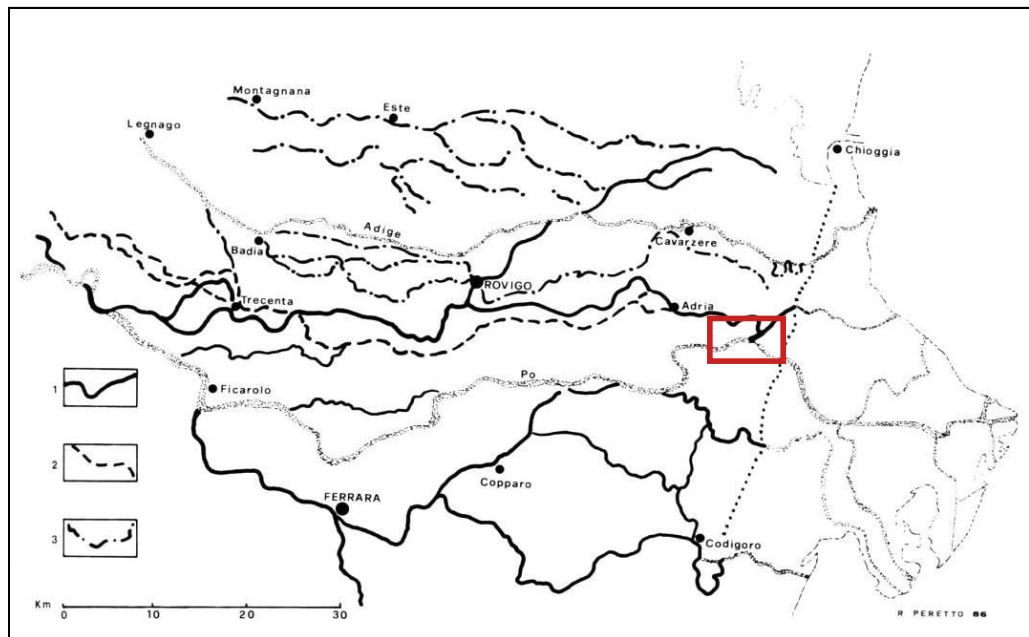 Montagnana
Este
Legnago
Chioggia
Adige
Cavarzere
Badia
ROVIGO
Trecenta
Adria
Po
1
Ficarolo
2
Copparo
FERRARA
3
Codigoro
Km 0 10 20 30
R PERETTO 86